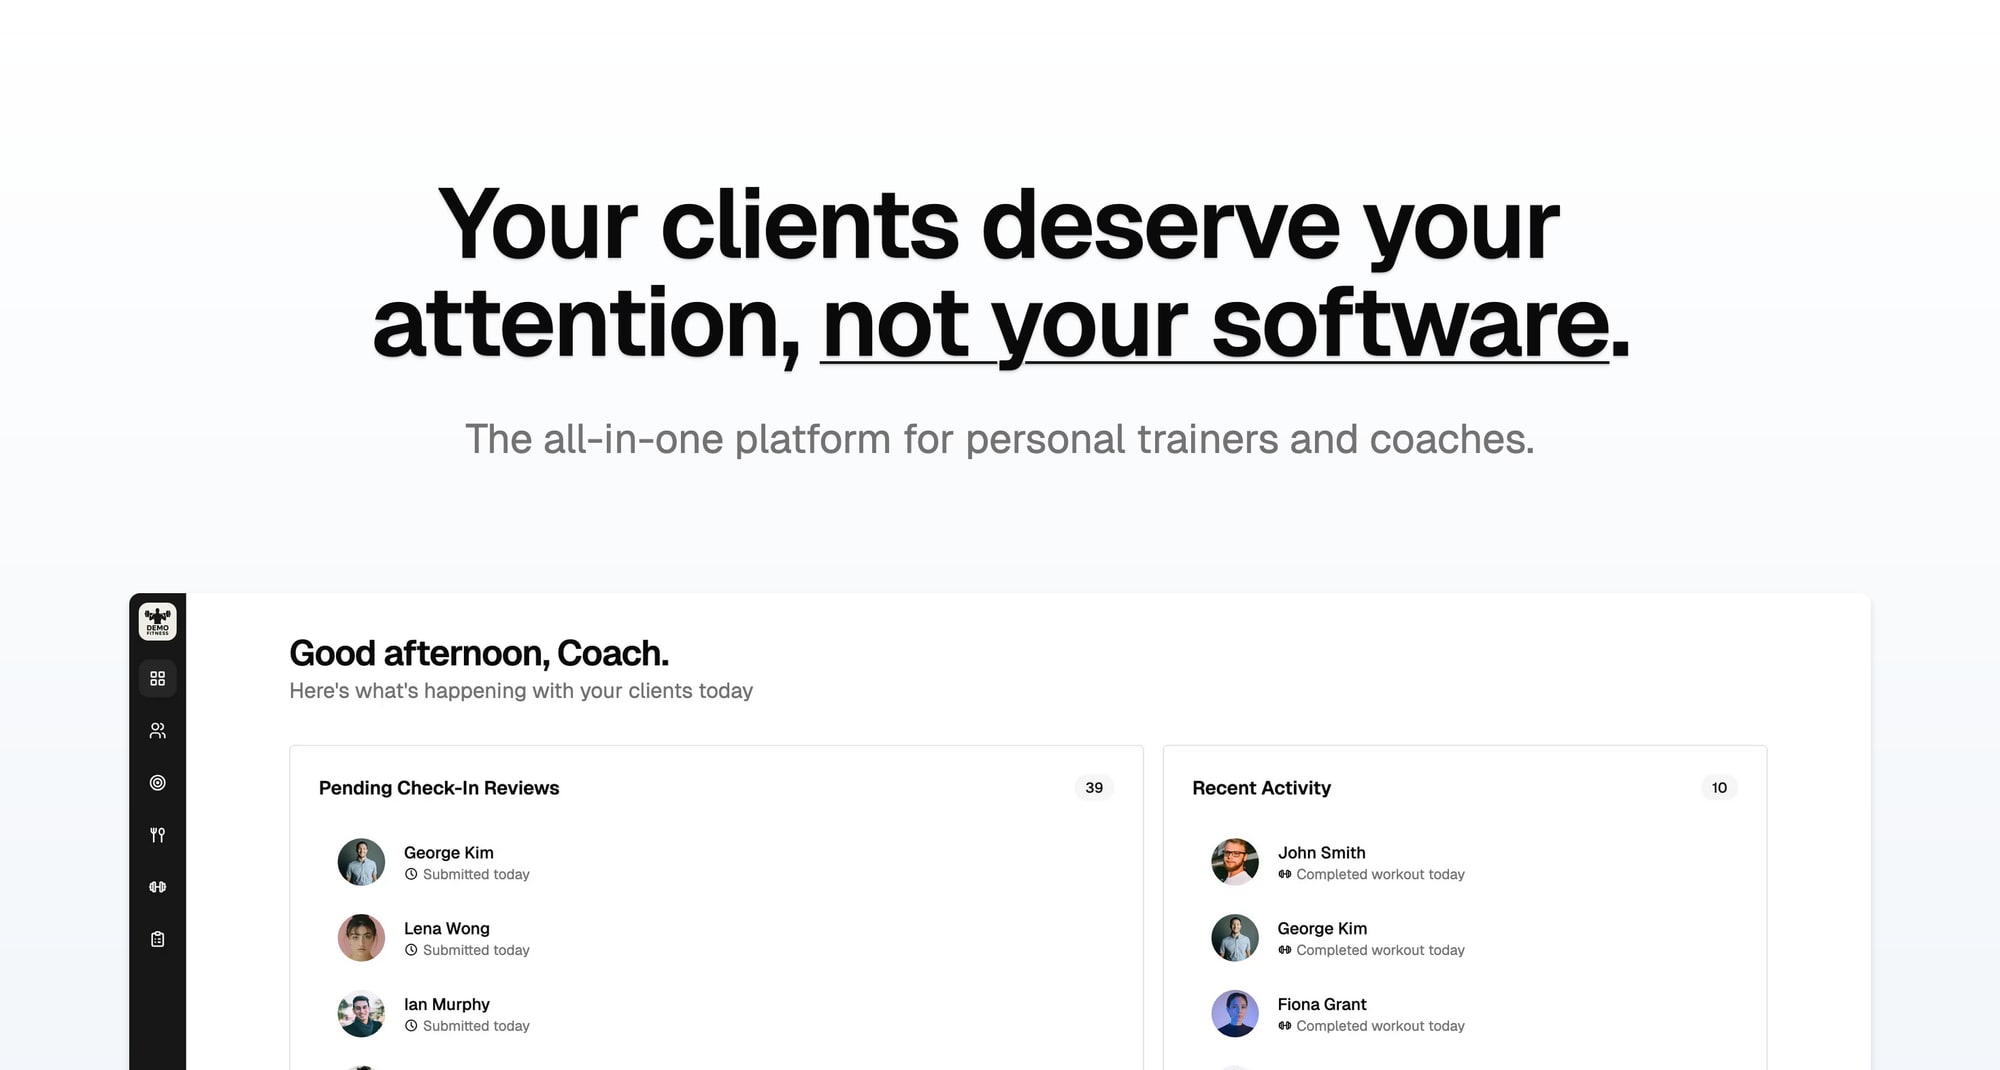 Your clients deserve your
attention, not your software.
The all-in-one platform for personal trainers and coaches.
DEMO
FITNESS
Good afternoon, Coach.
Here's what's happening with your clients today
Pending Check-In Reviews
39
George Kim
Submitted today
Lena Wong
Submitted today
Ian Murphy
Submitted today
Recent Activity
10
John Smith
Completed workout today
George Kim
Completed workout today
Fiona Grant
Completed workout today